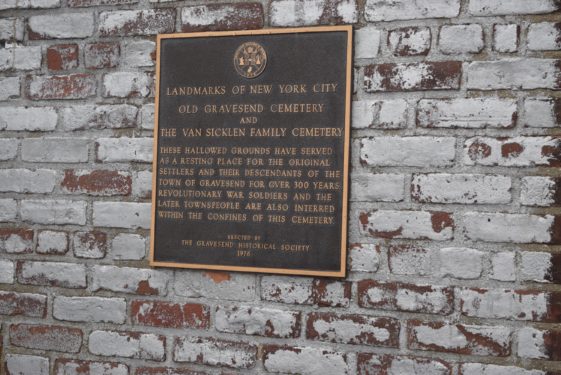 LANDMARKS OF NEW YORK CITY
OLD GRAVESEND CEMETERY
AND
THE VAN SICKLEN FAMILY CEMETERY
THESE HALLOWED GROUNDS HAVE SERVED
AS A RESTING PLACE FOR THE ORIGINAL
SETTLERS AND THEIR DESCENDANTS OF THE
TOWN OF GRAVESEND FOR OVER 300 YEARS.
REVOLUTIONARY WAR SOLDIERS AND THE
LATER TOWNSPEOPLE ARE ALSO INTERRED
WITHIN THE CONFINES OF THIS CEMETERY.
ERECTED BY
THE GRAVESEND HISTORICAL SOCIETY
1976